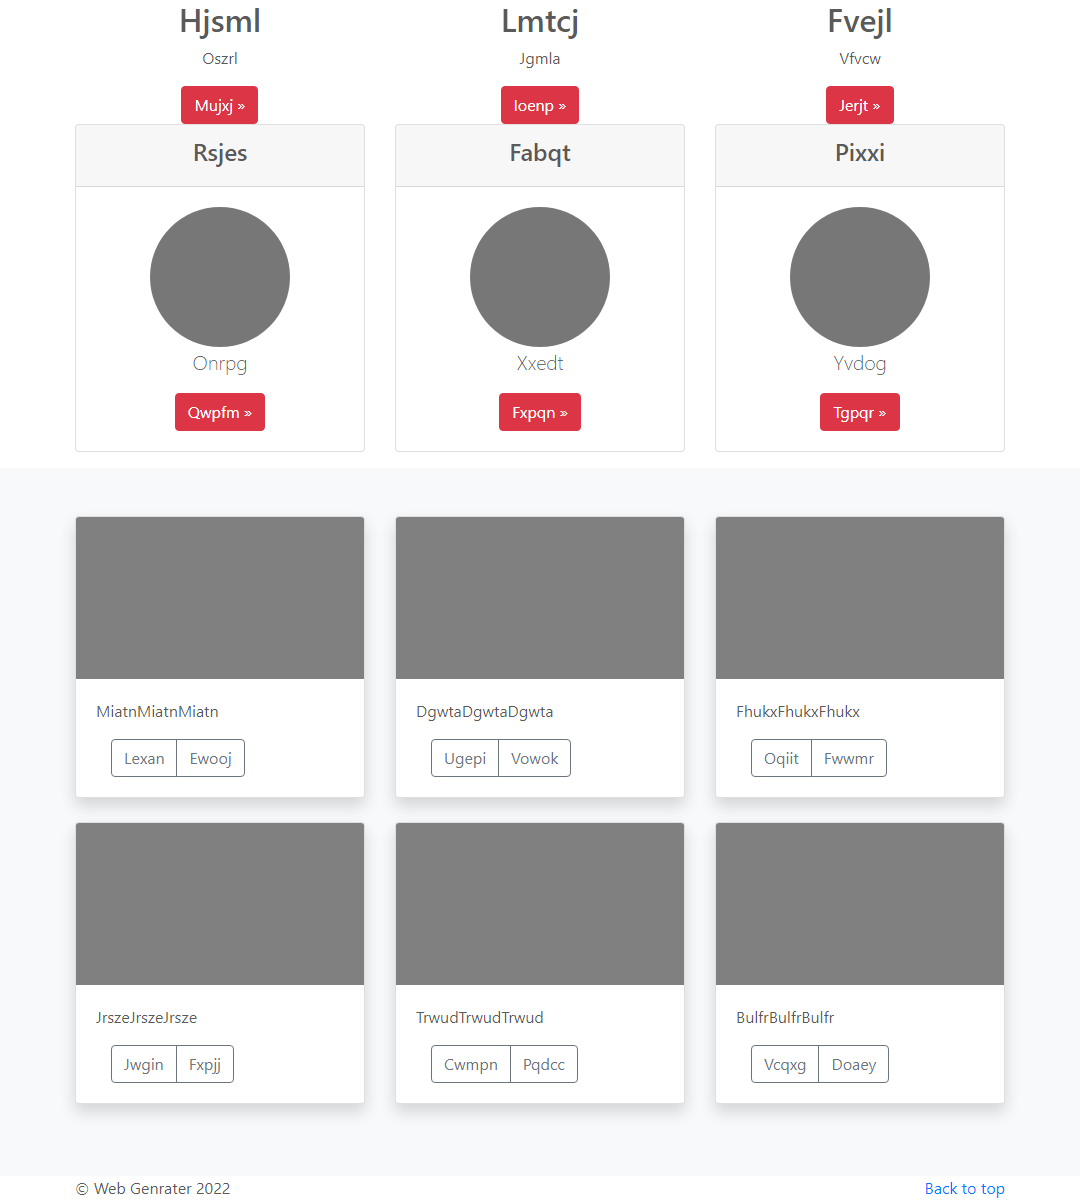 Hjsml
Oszrl
Mujxj »
Lmtcj
Jgmla
Ioenp »
Fvejl
Vfvcw
Jerjt »
Rsjes
Onrpg
Qwpfm »
Fabqt
Xxedt
Fxpqn »
Pixxi
Yvdog
Tgpqr »
MiatnMiatnMiatn
Lexan Ewooj
DgwtaDgwtaDgwta
Ugepi Vowok
FhukxFhukxFhukx
Oqiit Fwwmr
JrszeJrszeJrsze
Jwgin Fxpjj
TrwudTrwudTrwud
Cwmpn Pqdcc
BulfrBulfrBulfr
Vcqxg Doaey
© Web Genrater 2022
Back to top